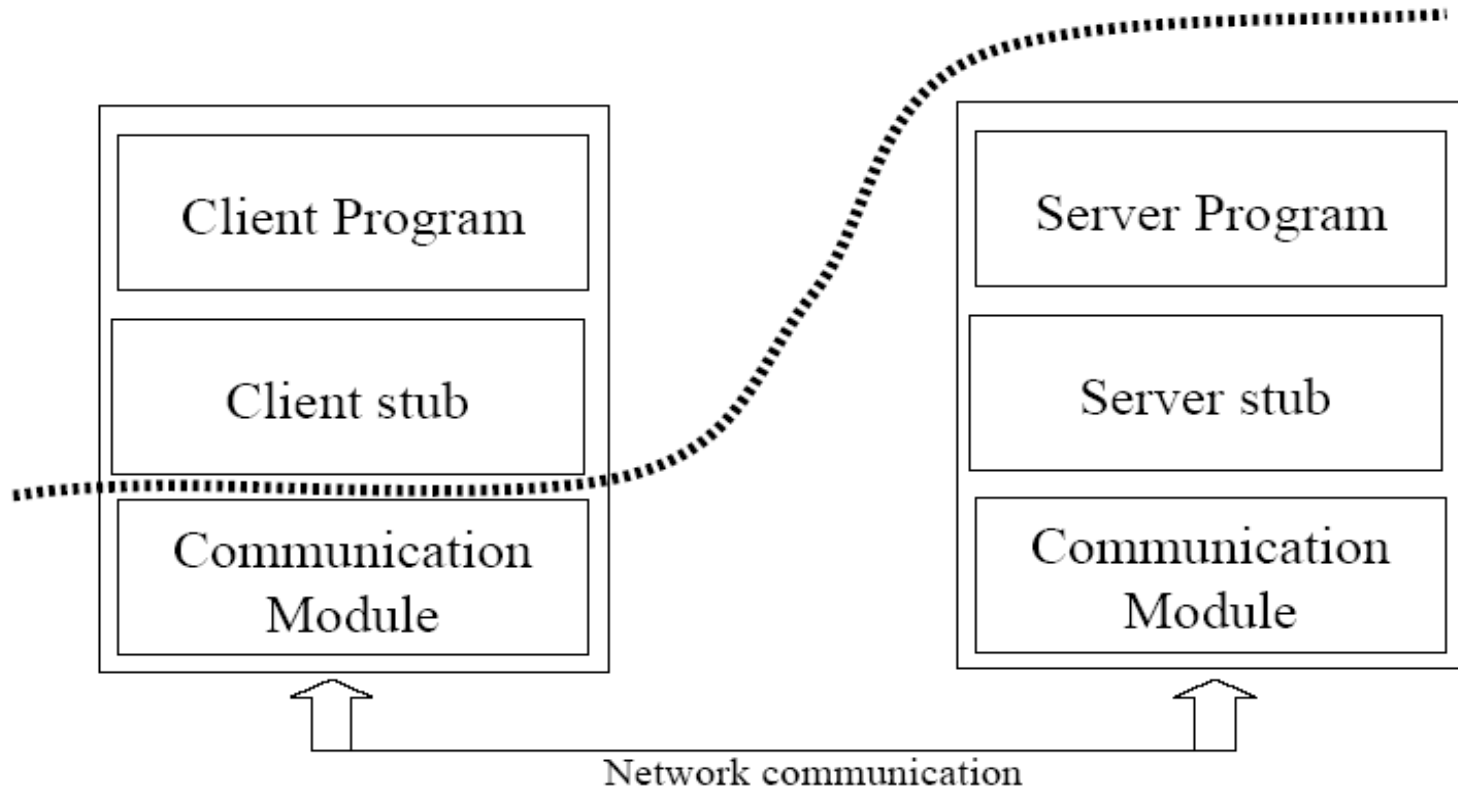 Client Program
Server Program
Client stub
Server stub
Communication
Module
Communication
Module
Network communication